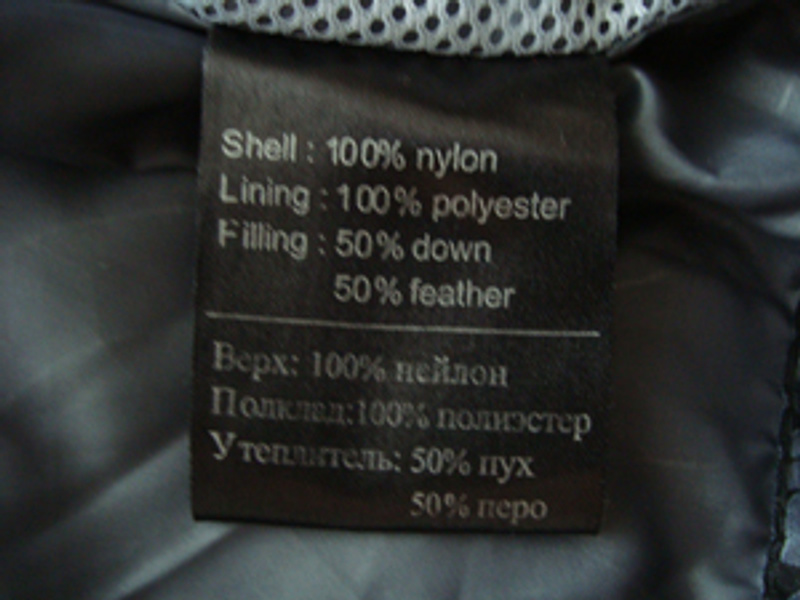 Shell : 100% nylon
Lining : 100% polyester
Filling : 50% down
50% feather
Верх: 100% нейлон
Полклад:100% полиэстер
Утеплитель: 50% пух
50% перо